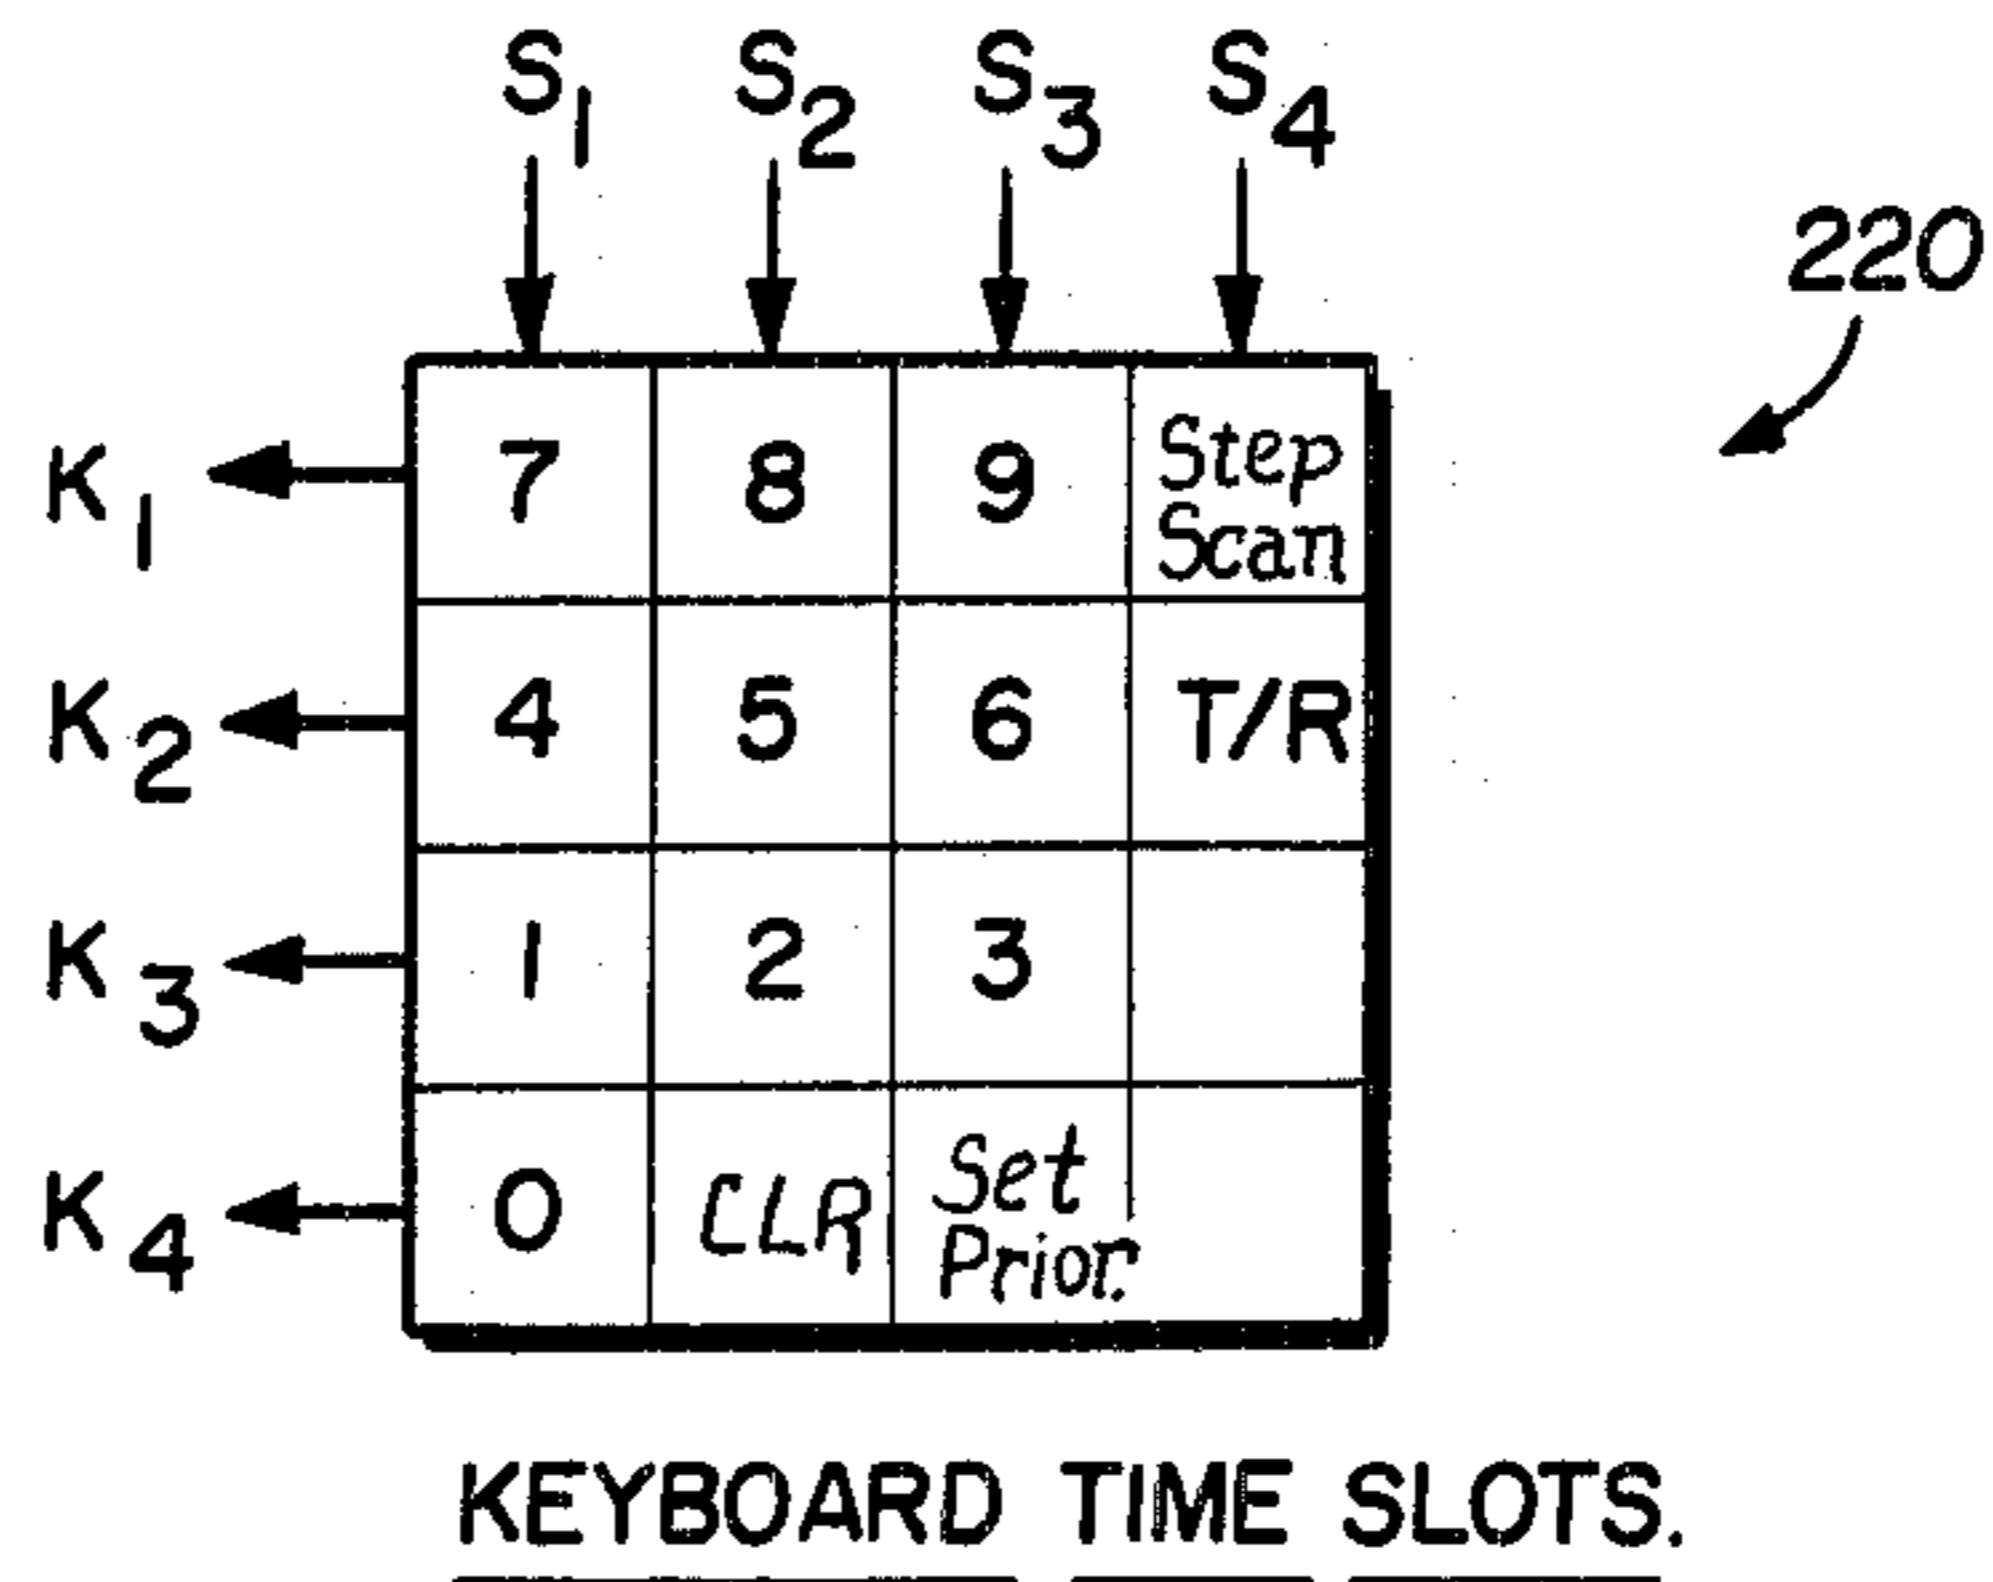 S1 S2 S3 S4
220
K1 7 8 9 Step Scan
K2 4 5 6 T/R
K3 1 2 3
K4 0 CLR Set Prior.
KEYBOARD TIME SLOTS.